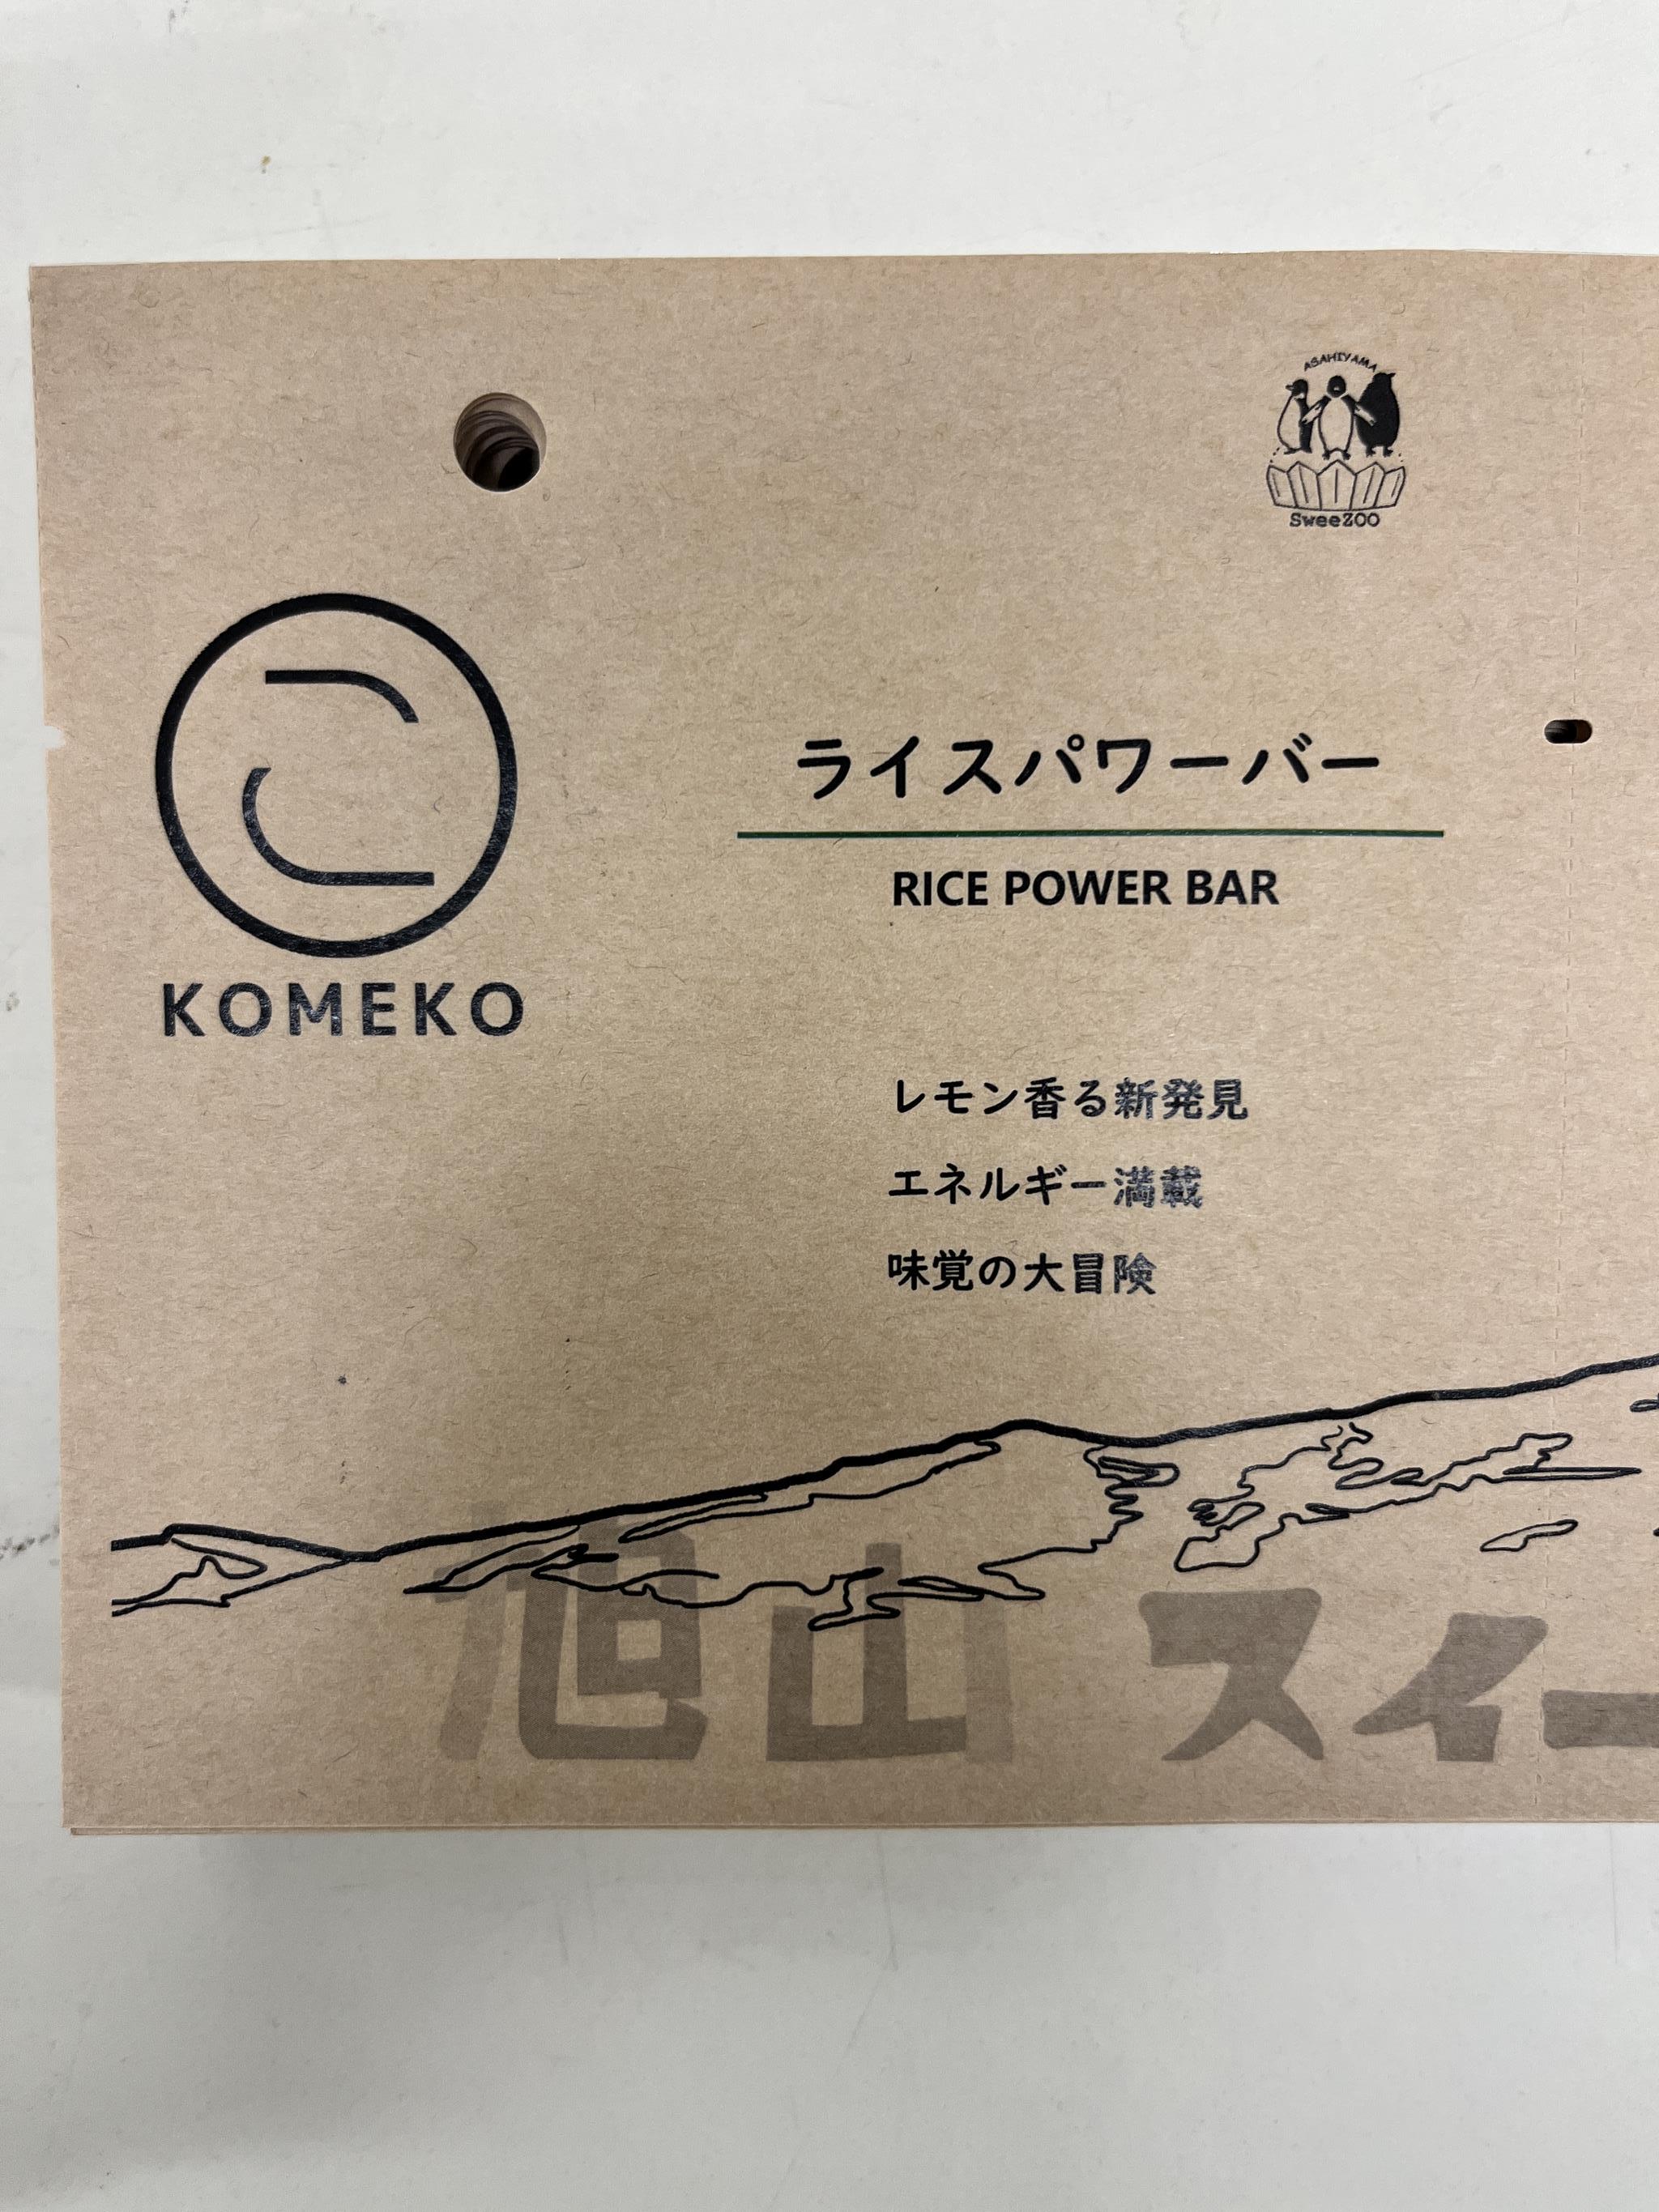 ASAHIYAMA
SweeZOO
KOMEKO
ライスパワーバー
RICE POWER BAR
レモン香る新発見
エネルギー満載
味覚の大冒険
旭山 スィー